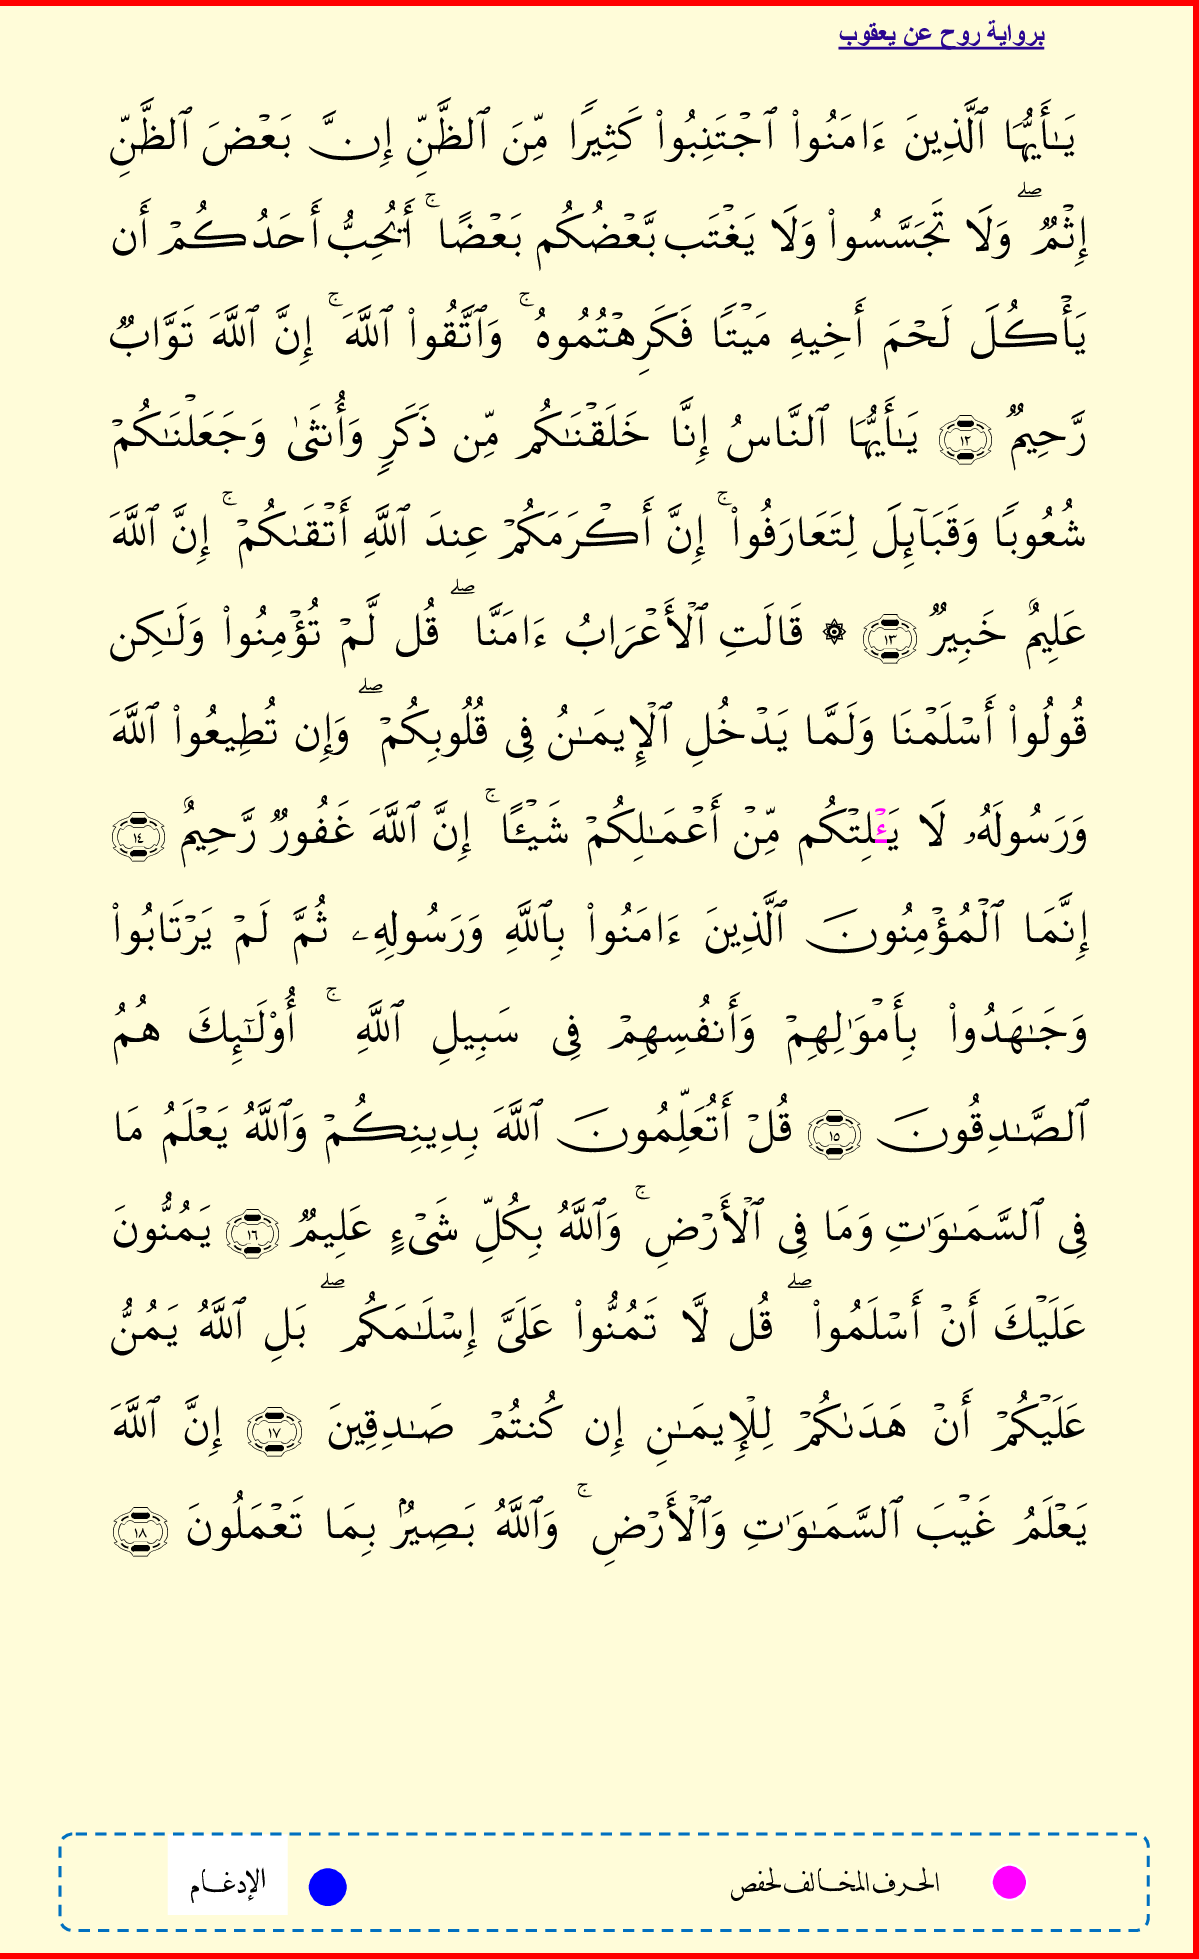 برواية روح عن يعقوب
يَـٰٓأَيُّهَا ٱلَّذِينَ ءَامَنُوا۟ ٱجْتَنِبُوا۟ كَثِيرًا مِّنَ ٱلظَّنِّ إِنَّ بَعْضَ ٱلظَّنِّ
إِثْمٌ ۖ وَلَا تَجَسَّسُوا۟ وَلَا يَغْتَب بَّعْضُكُم بَعْضًا ۚ أَيُحِبُّ أَحَدُكُمْ أَن
يَأْكُلَ لَحْمَ أَخِيهِ مَيْتًا فَكَرِهْتُمُوهُ ۚ وَٱتَّقُوا۟ ٱللَّهَ ۚ إِنَّ ٱللَّهَ تَوَّابٌ
رَّحِيمٌ ١٢ يَـٰٓأَيُّهَا ٱلنَّاسُ إِنَّا خَلَقْنَـٰكُم مِّن ذَكَرٍ وَأُنثَىٰ وَجَعَلْنَـٰكُمْ
شُعُوبًا وَقَبَآئِلَ لِتَعَارَفُوٓا۟ ۚ إِنَّ أَكْرَمَكُمْ عِندَ ٱللَّهِ أَتْقَىٰكُمْ ۚ إِنَّ ٱللَّهَ
عَلِيمٌ خَبِيرٌ ١٣ ۞ قَالَتِ ٱلْأَعْرَابُ ءَامَنَّا ۖ قُل لَّمْ تُؤْمِنُوا۟ وَلَـٰكِن
قُولُوٓا۟ أَسْلَمْنَا وَلَمَّا يَدْخُلِ ٱلْإِيمَـٰنُ فِى قُلُوبِكُمْ ۖ وَإِن تُطِيعُوا۟ ٱللَّهَ
وَرَسُولَهُۥ لَا يَـْٔلِتْكُم مِّنْ أَعْمَـٰلِكُمْ شَيْـًٔا ۚ إِنَّ ٱللَّهَ غَفُورٌ رَّحِيمٌ ١٤
إِنَّمَا ٱلْمُؤْمِنُونَ ٱلَّذِينَ ءَامَنُوا۟ بِٱللَّهِ وَرَسُولِهِۦ ثُمَّ لَمْ يَرْتَابُوا۟
وَجَـٰهَدُوا۟ بِأَمْوَٰلِهِمْ وَأَنفُسِهِمْ فِى سَبِيلِ ٱللَّهِ ۚ أُو۟لَـٰٓئِكَ هُمُ
ٱلصَّـٰدِقُونَ ١٥ قُلْ أَتُعَلِّمُونَ ٱللَّهَ بِدِينِكُمْ وَٱللَّهُ يَعْلَمُ مَا
فِى ٱلسَّمَـٰوَٰتِ وَمَا فِى ٱلْأَرْضِ ۚ وَٱللَّهُ بِكُلِّ شَىْءٍ عَلِيمٌ ١٦ يَمُنُّونَ
عَلَيْكَ أَنْ أَسْلَمُوا۟ ۖ قُل لَّا تَمُنُّوا۟ عَلَىَّ إِسْلَـٰمَكُم ۖ بَلِ ٱللَّهُ يَمُنُّ
عَلَيْكُمْ أَنْ هَدَىٰكُمْ لِلْإِيمَـٰنِ إِن كُنتُمْ صَـٰدِقِينَ ١٧ إِنَّ ٱللَّهَ
يَعْلَمُ غَيْبَ ٱلسَّمَـٰوَٰتِ وَٱلْأَرْضِ ۚ وَٱللَّهُ بَصِيرٌۢ بِمَا تَعْمَلُونَ ١٨
الحرف المخالف لحفص
الإدغام